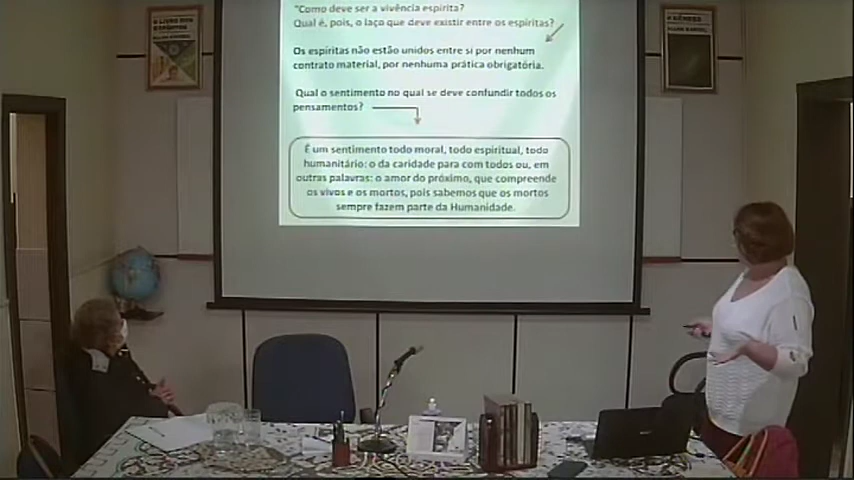 "Como deve ser a vivência espírita?
Qual é, pois, o laço que deve existir entre os espíritas?
Os espíritas não estão unidos entre si por nenhum
contrato material, por nenhuma prática obrigatória.
Qual o sentimento no qual se deve confundir todos os
pensamentos?
É um sentimento todo moral, todo espiritual, todo
humanitário: o da caridade para com todos ou, em
outras palavras: o amor do próximo, que compreende
os vivos e os mortos, pois sabemos que os mortos
sempre fazem parte da Humanidade.
O LIVRO DOS
ESPÍRITOS
ALLAN KARDEC
A GÊNESE
ALLAN KARDEC